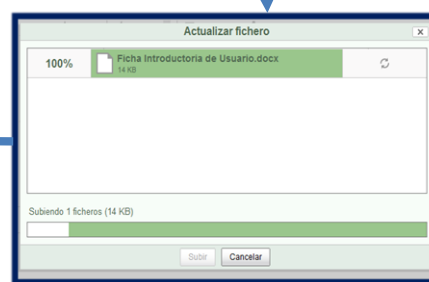 Actualizar fichero
100%
Ficha Introductoria de Usuario.docx
14 KB
Subiendo 1 ficheros (14 KB)
Subir
Cancelar